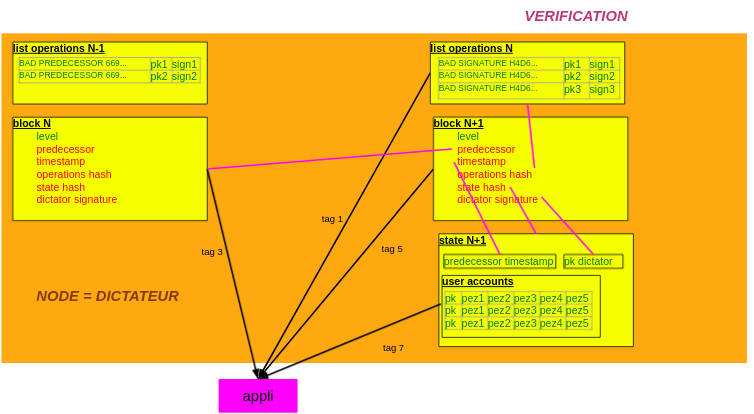 VERIFICATION
list operations N-1
BAD PREDECESSOR 669... pk1 sign1
BAD PREDECESSOR 669... pk2 sign2
list operations N
BAD SIGNATURE H4D6... pk1 sign1
BAD SIGNATURE H4D6... pk2 sign2
BAD SIGNATURE H4D6... pk3 sign3
block N
level
predecessor
timestamp
operations hash
state hash
dictator signature
block N+1
level
predecessor
timestamp
operations hash
state hash
dictator signature
tag 1
tag 3
tag 5
state N+1
predecessor timestamp
pk dictator
user accounts
pk pez1 pez2 pez3 pez4 pez5
pk pez1 pez2 pez3 pez4 pez5
pk pez1 pez2 pez3 pez4 pez5
NODE = DICTATEUR
tag 7
appli